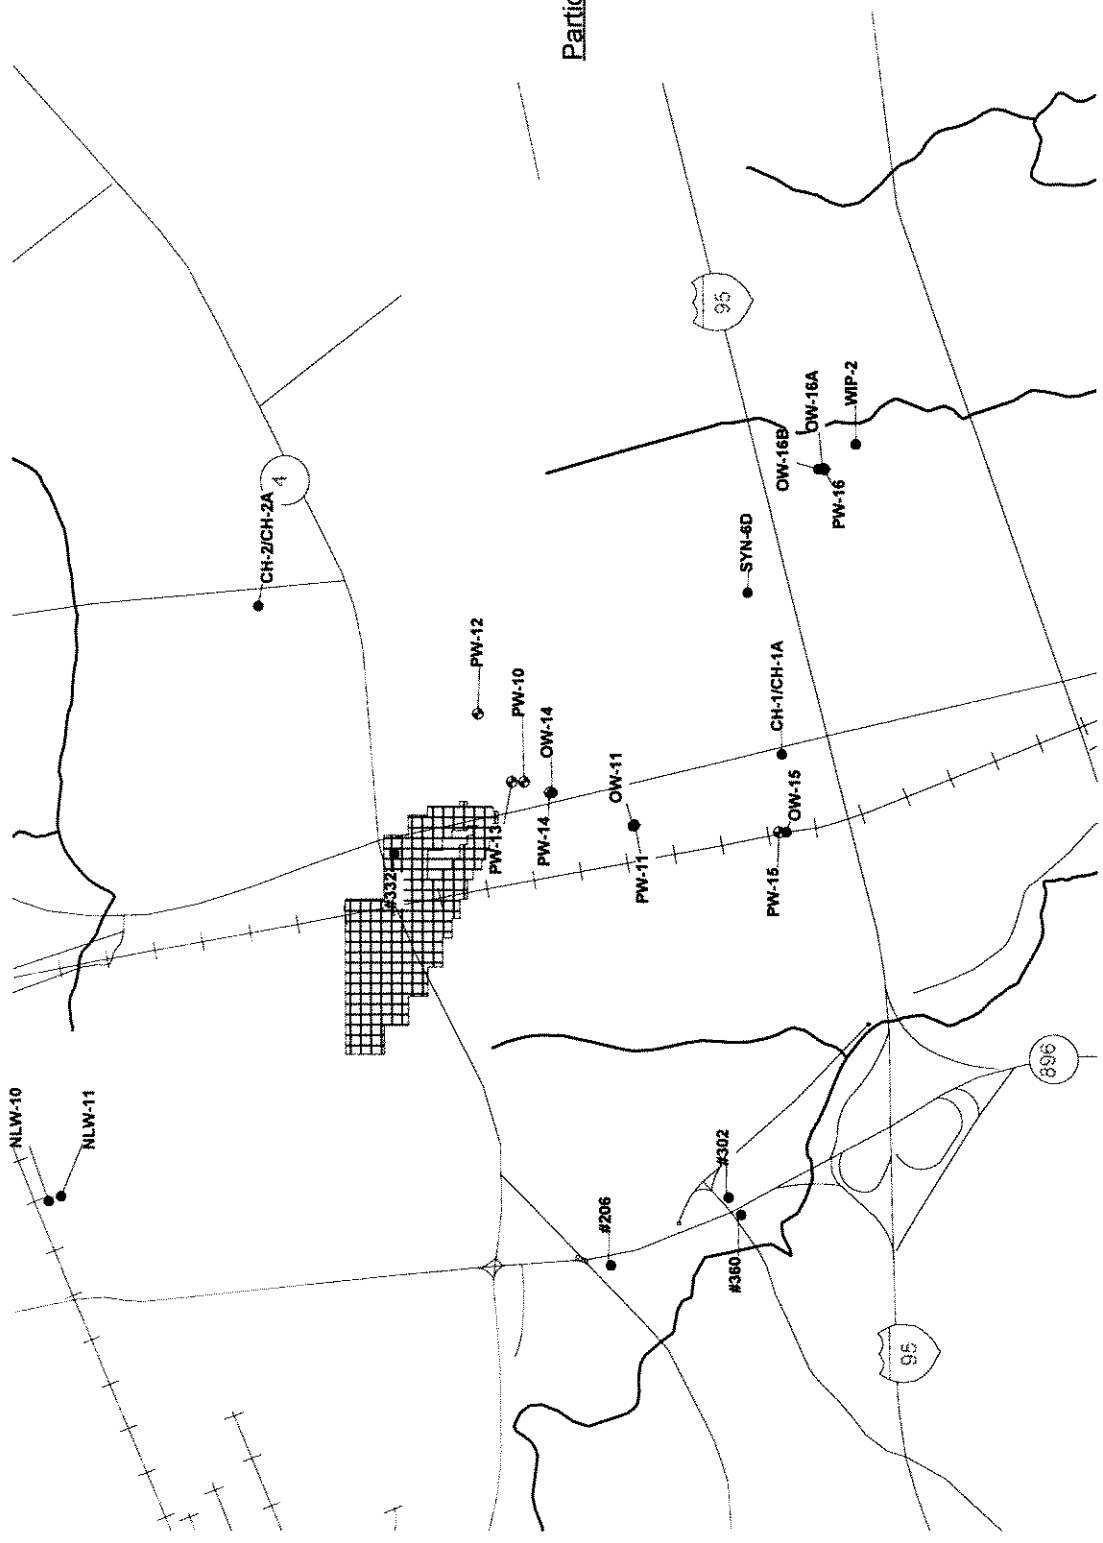 Partic
NLW-10
NLW-11
CH-2/CH-2A
4
PW-12
PW-10
PW-13
OW-14
PW-14
#332
OW-11
PW-11
CH-1/CH-1A
SYN-6D
OW-15
PW-15
95
OW-16B
OW-16A
PW-16
WIP-2
#206
#302
#360
896
95